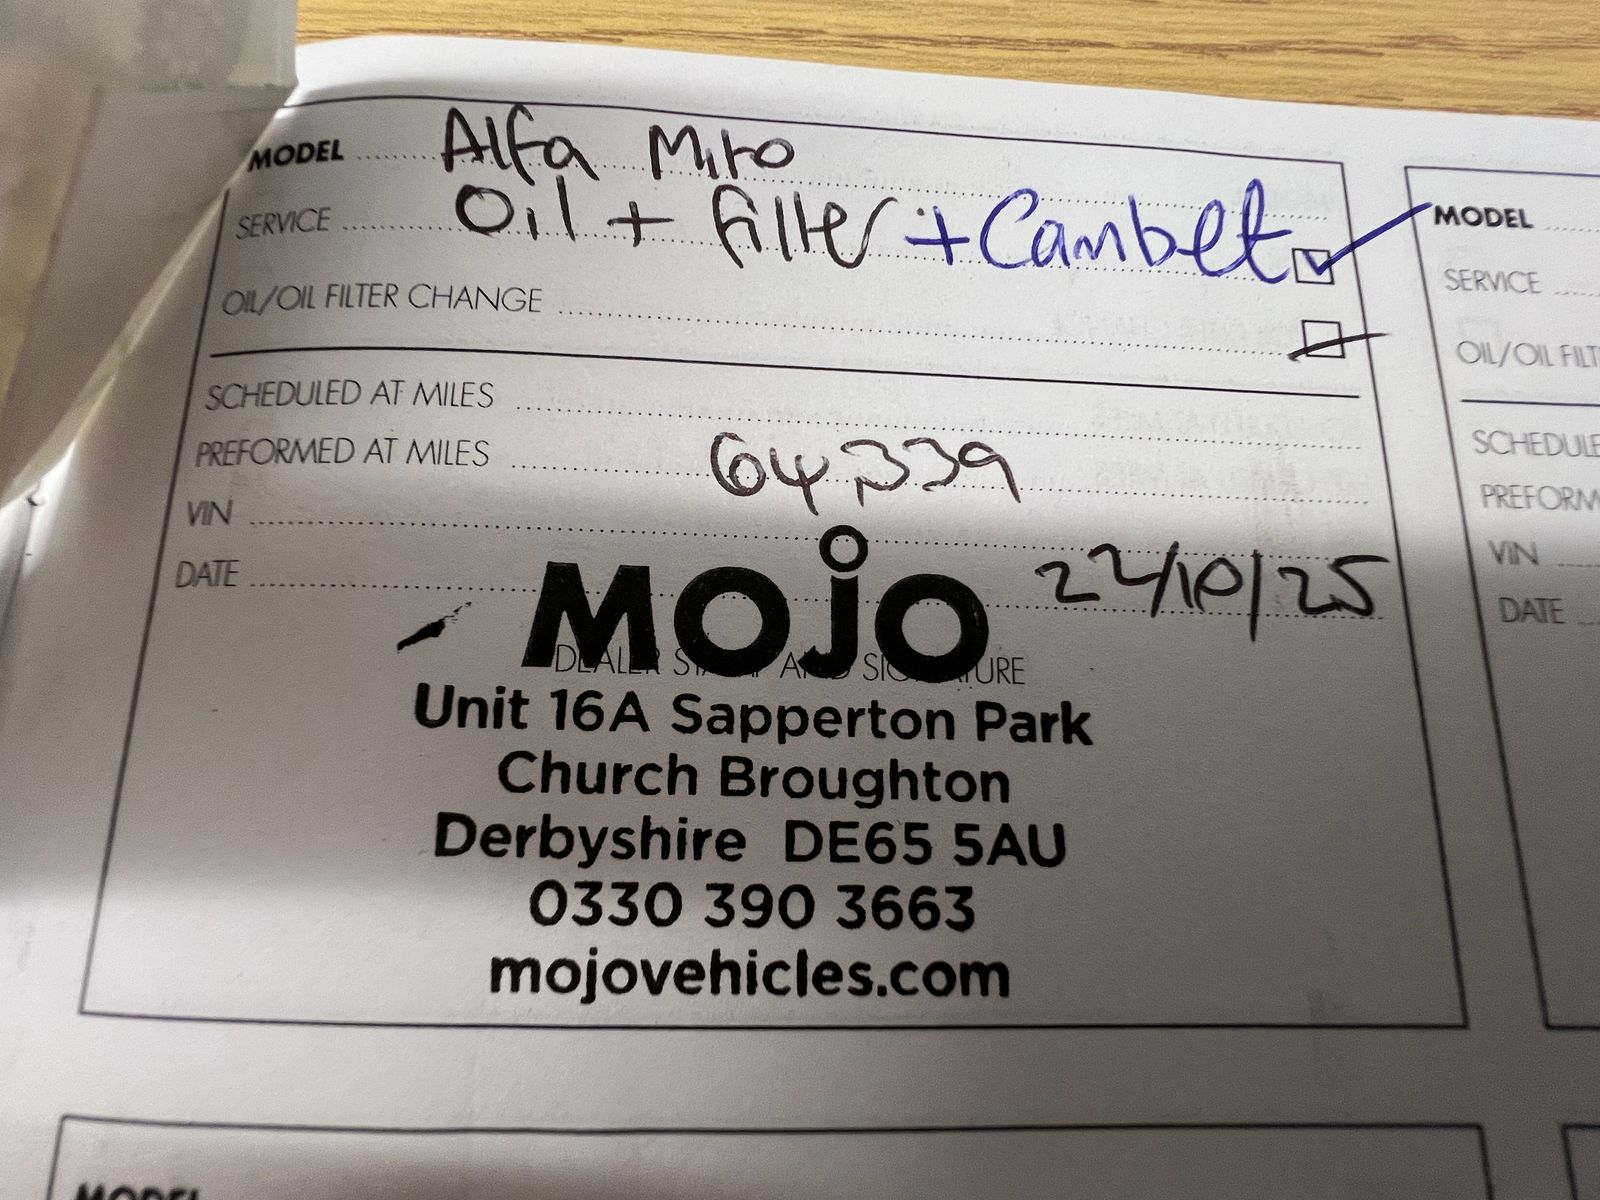 MODEL Alfa Mito
SERVICE Oil + filter + Cambelt
OIL/OIL FILTER CHANGE
SCHEDULED AT MILES
PREFORMED AT MILES 64,339
VIN
DATE 22/10/25
MOJO
DEALER STAMP AND SIGNATURE
Unit 16A Sapperton Park
Church Broughton
Derbyshire DE65 5AU
0330 390 3663
mojovehicles.com
MODEL
SERVICE
OIL/OIL FILT
SCHEDULE
PREFORM
VIN
DATE
MODEL